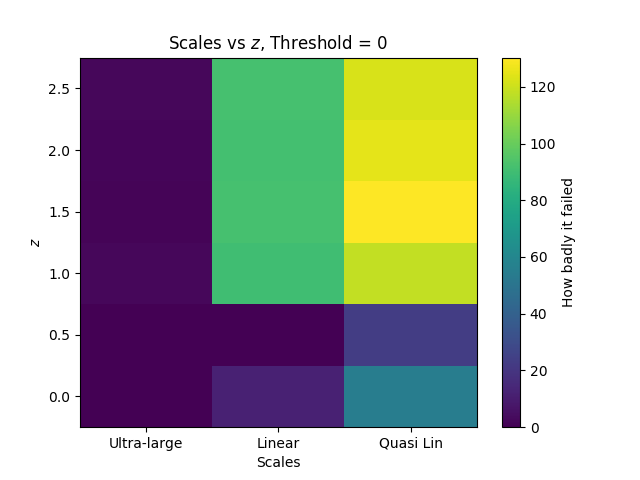 Scales vs z, Threshold = 0
2.5
2.0
1.5
1.0
0.5
0.0
z
Ultra-large
Linear
Quasi Lin
Scales
120
100
80
60
40
20
0
How badly it failed